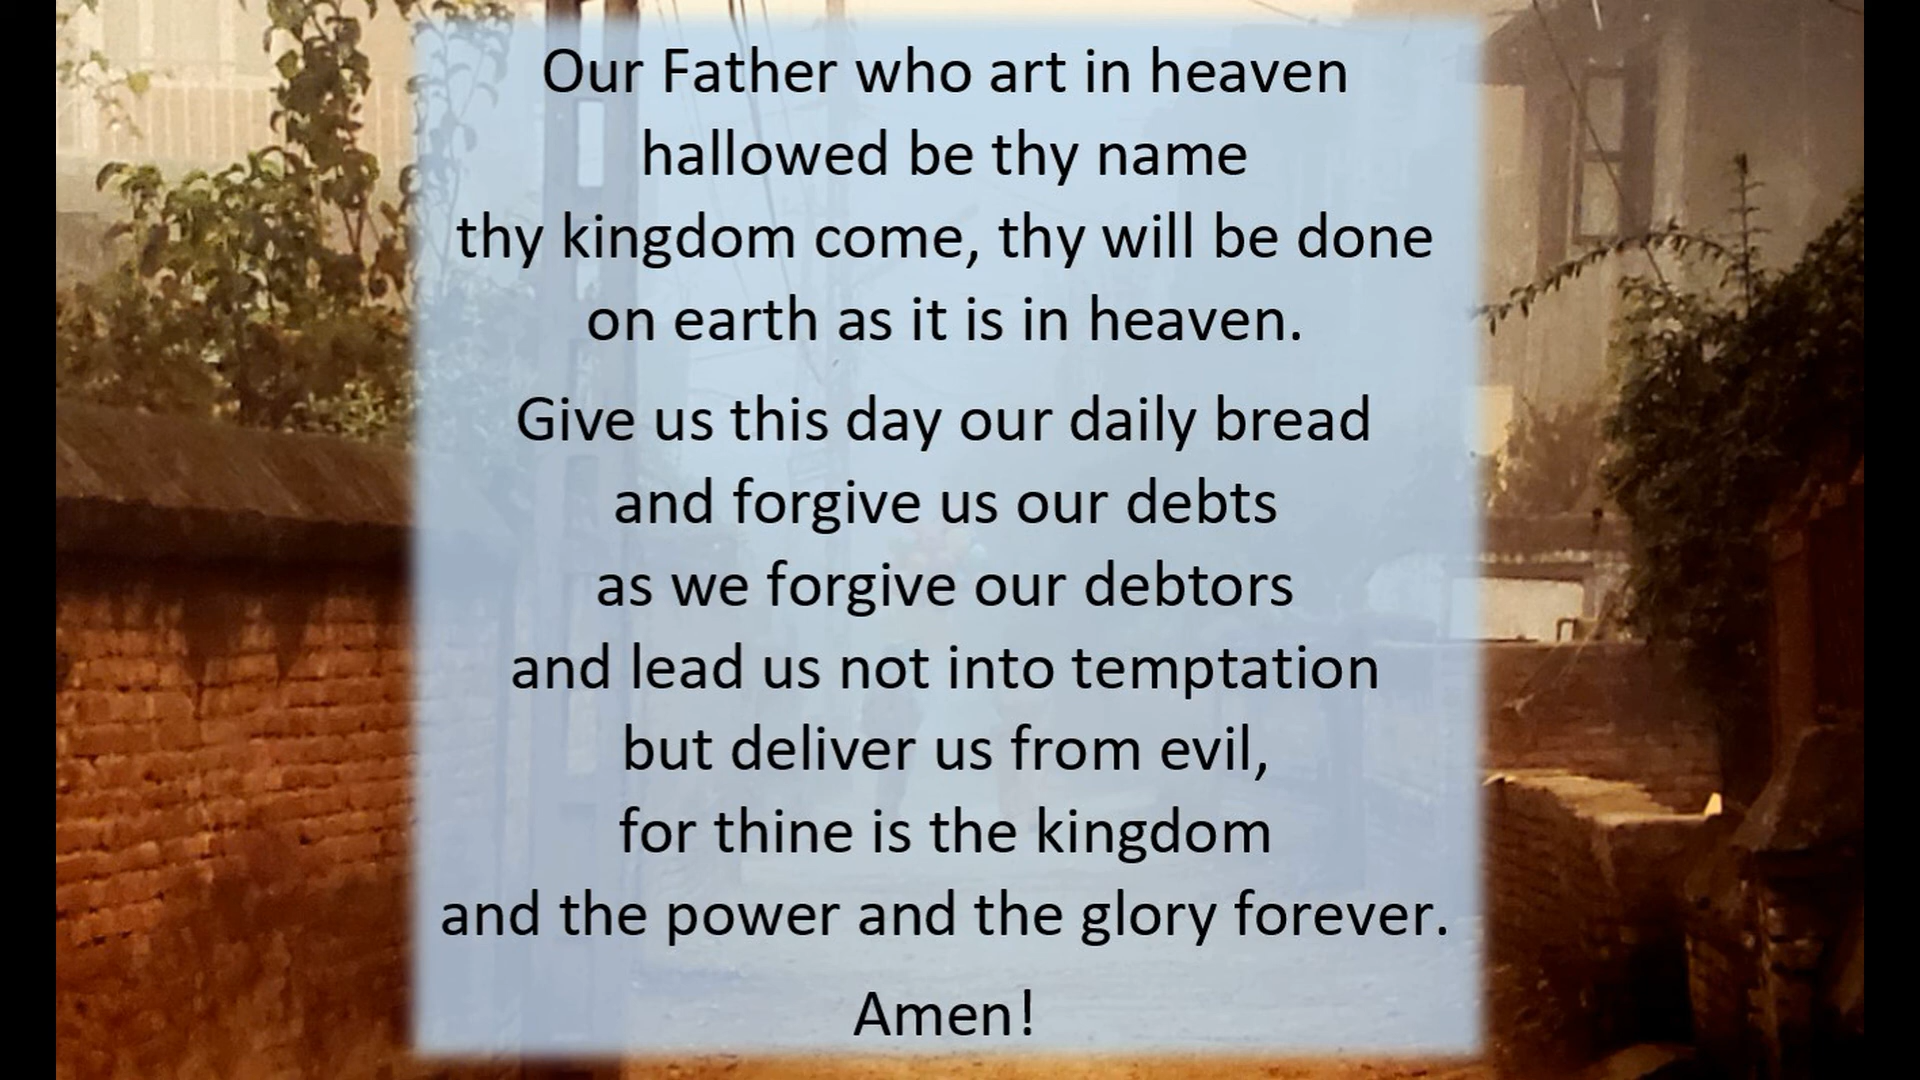 Our Father who art in heaven
hallowed be thy name
thy kingdom come, thy will be done
on earth as it is in heaven.
Give us this day our daily bread
and forgive us our debts
as we forgive our debtors
and lead us not into temptation
but deliver us from evil,
for thine is the kingdom
and the power and the glory forever.
Amen!